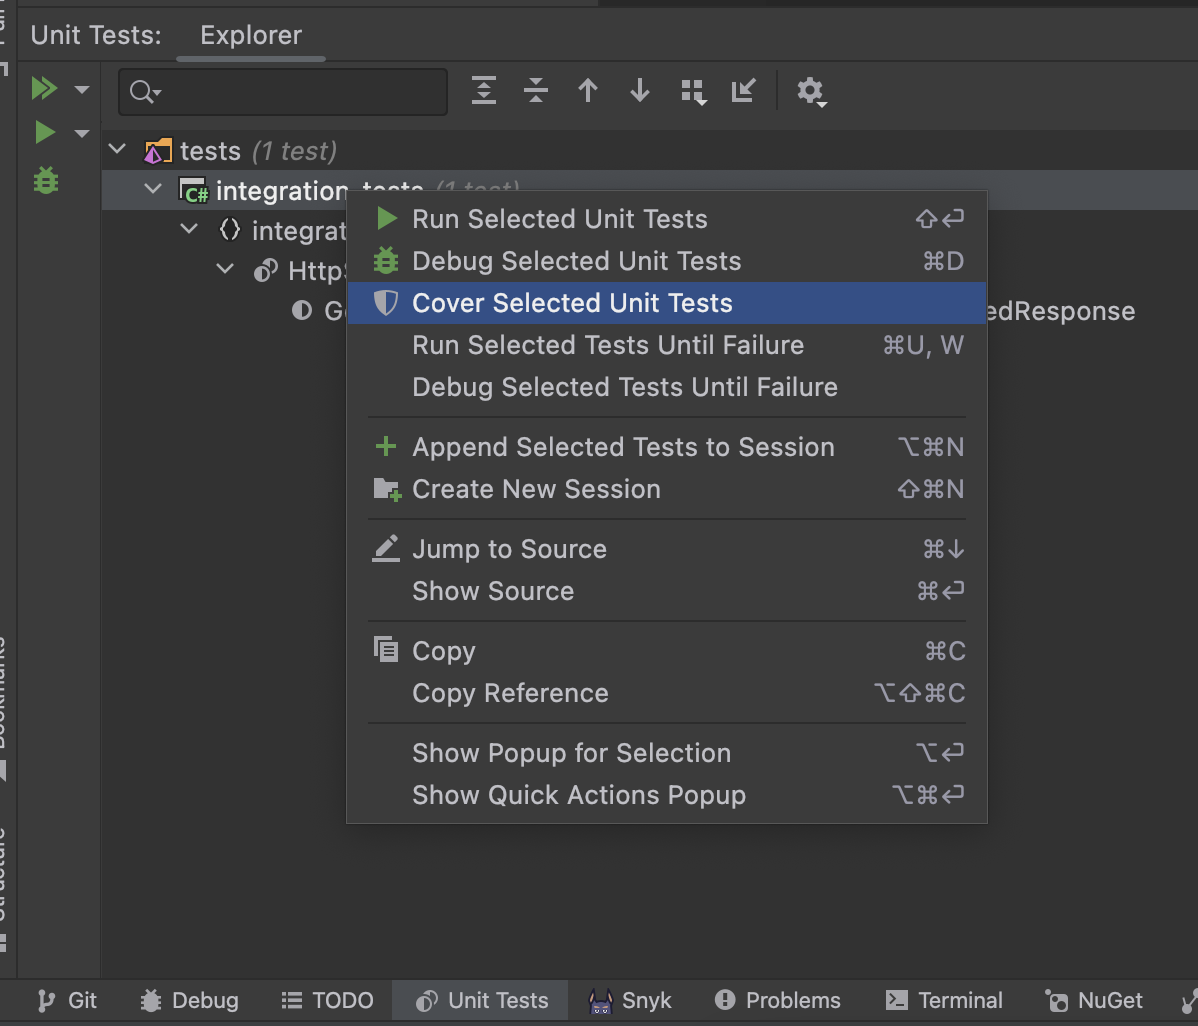 Unit Tests: Explorer
tests (1 test)
integration_tests (1 test)
integrat
Http
Run Selected Unit Tests ⇧↩
Debug Selected Unit Tests ⌘D
Cover Selected Unit Tests
G edResponse
Run Selected Tests Until Failure ⌘U, W
Debug Selected Tests Until Failure
Append Selected Tests to Session ⌥⌘N
Create New Session ⇧⌘N
Jump to Source ⌘↓
Show Source ⌘↩
Copy ⌘C
Copy Reference ⌥⇧⌘C
Show Popup for Selection ⌥↩
Show Quick Actions Popup ⌥⌘↩
Bookmarks
Structure
Git Debug TODO Unit Tests Snyk Problems Terminal NuGet